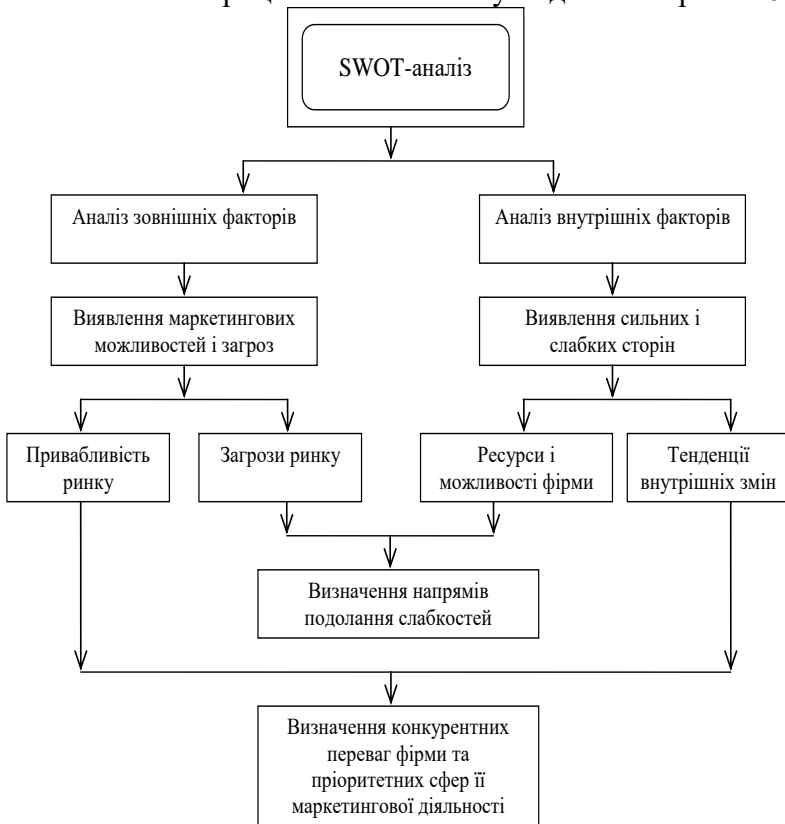 SWOT-аналіз
Аналіз зовнішніх факторів
Аналіз внутрішніх факторів
Виявлення маркетингових
можливостей і загроз
Виявлення сильних і
слабких сторін
Привабливість
ринку
Загрози ринку
Ресурси і
можливості фірми
Тенденції
внутрішніх змін
Визначення напрямів
подолання слабкостей
Визначення конкурентних
переваг фірми та
пріоритетних сфер її
маркетингової діяльності